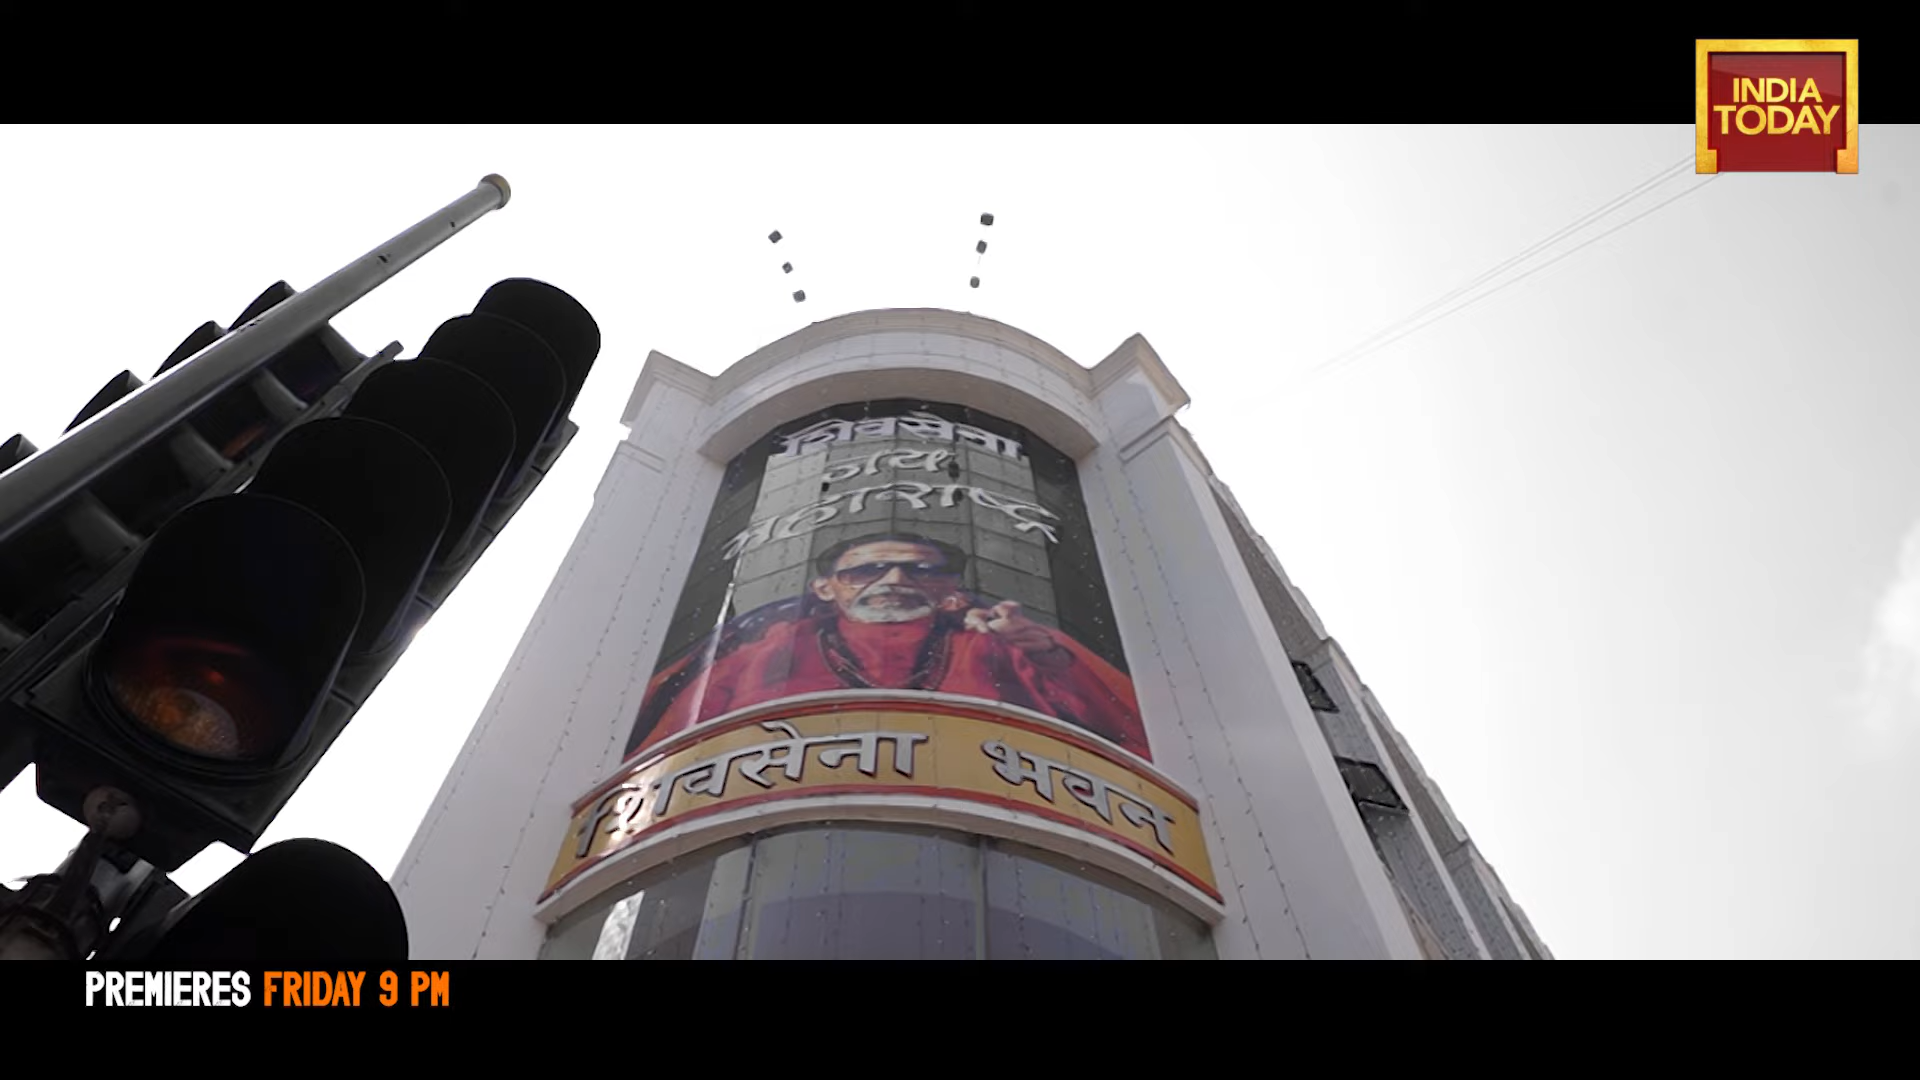 INDIA
TODAY
शिवसेना
जय
महाराष्ट्र
शिवसेना भवन
PREMIERES FRIDAY 9 PM